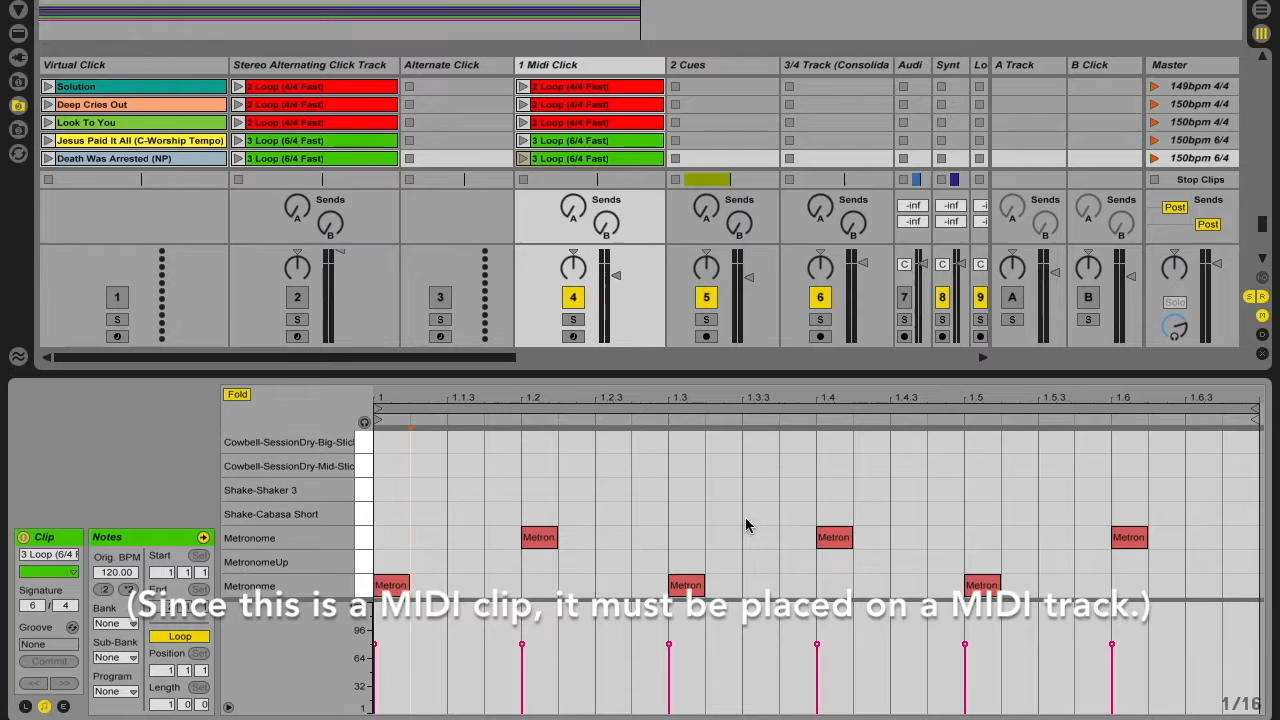 Virtual Click Stereo Alternating Click Track Alternate Click 1 Midi Click 2 Cues 3/4 Track (Consolida Audi Synt Lo A Track B Click Master
Solution 2 Loop (4/4 Fast) 2 Loop (4/4 Fast) 149bpm 4/4
Deep Cries Out 2 Loop (4/4 Fast) 2 Loop (4/4 Fast) 150bpm 4/4
Look To You 2 Loop (4/4 Fast) 2 Loop (4/4 Fast) 150bpm 4/4
Jesus Paid It All (C-Worship Tempo) 3 Loop (6/4 Fast) 3 Loop (6/4 Fast) 150bpm 6/4
Death Was Arrested (NP) 3 Loop (6/4 Fast) 3 Loop (6/4 Fast) 150bpm 6/4
Stop Clips
Sends Sends Sends Sends -inf -inf -i Sends
A A A A A A Post
B B B B -inf -inf -i B B Post
C C
1 2 3 4 5 6 7 8 9 A B Solo
S S S S S S S S S S S
S R
M
D
X
Fold 1 1.1.3 1.2 1.2.3 1.3 1.3.3 1.4 1.4.3 1.5 1.5.3 1.6 1.6.3
Cowbell-SessionDry-Big-Sticl
Cowbell-SessionDry-Mid-Stic
Shake-Shaker 3
Shake-Cabasa Short
Clip Notes Metronome Metron Metron Metron
3 Loop (6/4 F Orig. BPM Start Set
120.00 1 1 1 MetronomeUp
:2 *2 End Set Metronome Metron Metron Metron
Signature
6 / 4 Bank
(Since this is a MIDI clip, it must be placed on a MIDI track.)
Groove None Loop 96
None Sub-Bank Position Set
Commit None 1 1 1 64
<< >> Program Length Set 32
None 1 0 0
L E 1 1/16